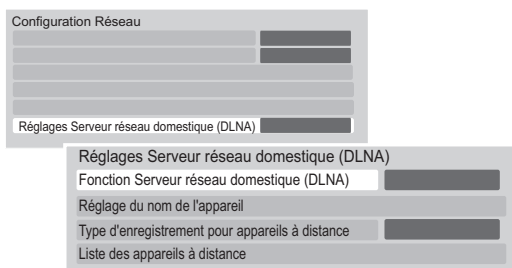 Configuration Réseau
Réglages Serveur réseau domestique (DLNA)
Réglages Serveur réseau domestique (DLNA)
Fonction Serveur réseau domestique (DLNA)
Réglage du nom de l'appareil
Type d'enregistrement pour appareils à distance
Liste des appareils à distance